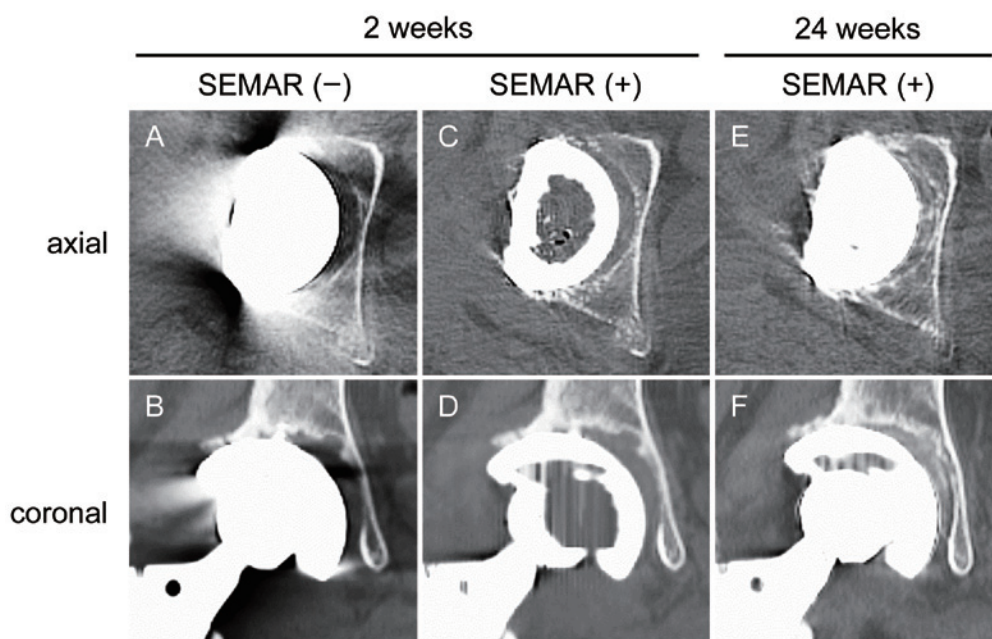 2 weeks 24 weeks
SEMAR (−) SEMAR (+) SEMAR (+)
A C E
axial
B D F
coronal